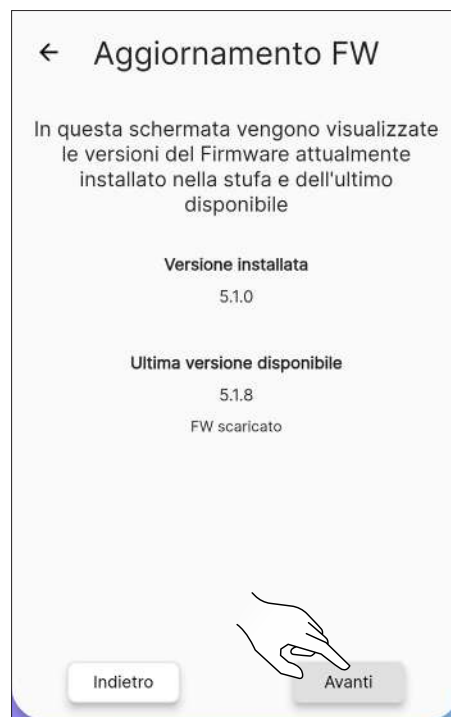 Aggiornamento FW
In questa schermata vengono visualizzate
le versioni del Firmware attualmente
installato nella stufa e dell'ultimo
disponibile
Versione installata
5.1.0
Ultima versione disponibile
5.1.8
FW scaricato
Indietro
Avanti